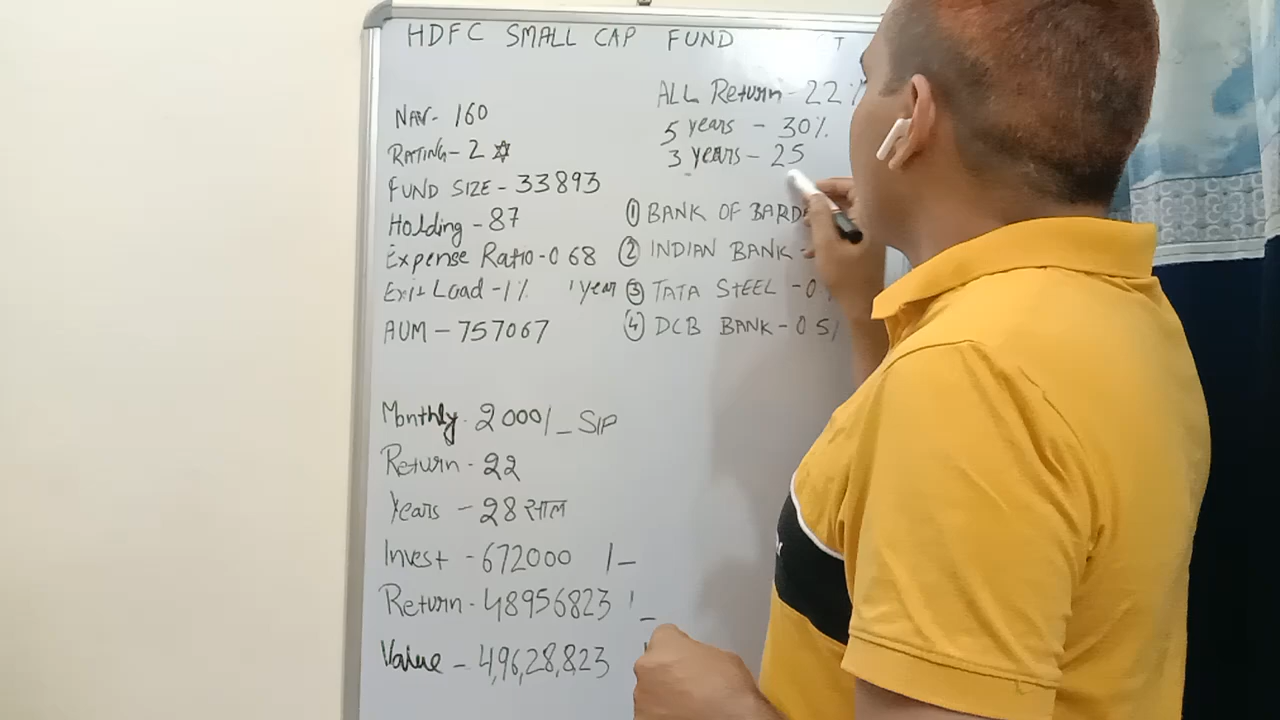 HDFC SMALL CAP FUND
ALL Return - 22%
NAV - 160
5 years - 30%
RATING - 2 ☆
3 years - 25
FUND SIZE - 33893
Holding - 87
① BANK OF BARD
Expense Ratio - 0 68
② INDIAN BANK -
Exit Load - 1% 1 year
③ TATA STEEL - 0
AUM - 757067
④ DCB BANK - 0 5
Monthly - 2000/_ SIP
Return - 22
Years - 28 साल
Invest - 672000 /-
Return - 48956823 /-
Value - 4,96,28,823